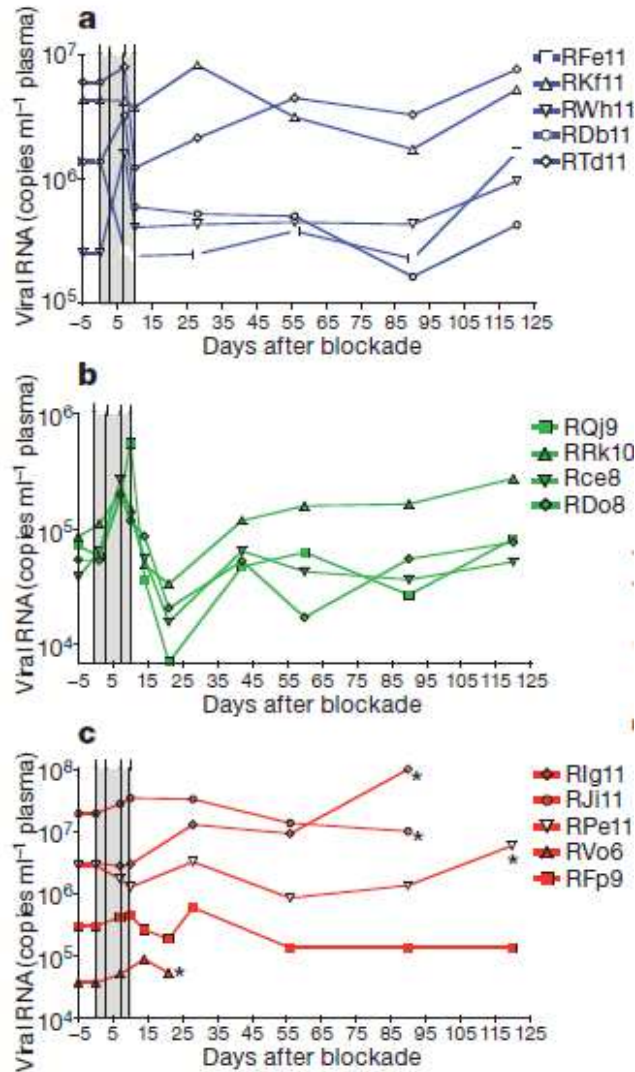 a
10⁷
10⁶
10⁵
Viral RNA (copies ml⁻¹ plasma)
−5 5 15 25 35 45 55 65 75 85 95 105 115 125
Days after blockade
RFe11
RKf11
RWh11
RDb11
RTd11
b
10⁶
10⁵
10⁴
Viral RNA (copies ml⁻¹ plasma)
−5 5 15 25 35 45 55 65 75 85 95 105 115 125
Days after blockade
RQj9
RRk10
Rce8
RDo8
c
10⁸
10⁷
10⁶
10⁵
10⁴
Viral RNA (copies ml⁻¹ plasma)
−5 5 15 25 35 45 55 65 75 85 95 105 115 125
Days after blockade
RIg11
RJi11
RPe11
RVo6
RFp9
*
*
*
*